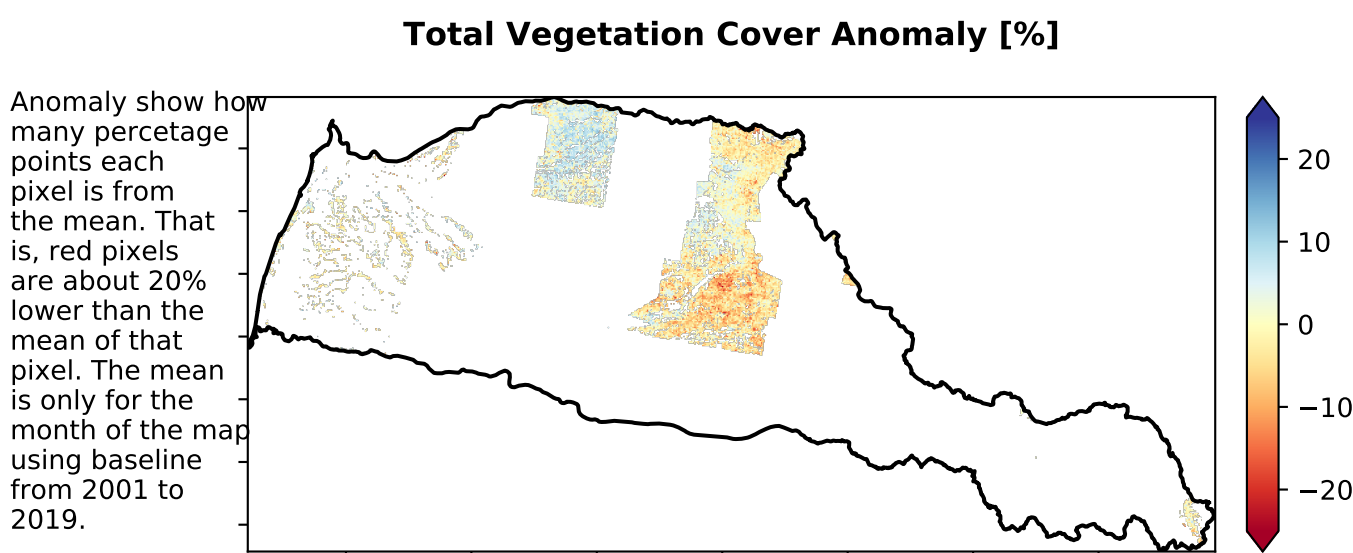 Total Vegetation Cover Anomaly [%]
Anomaly show how
many percetage
points each
pixel is from
the mean. That
is, red pixels
are about 20%
lower than the
mean of that
pixel. The mean
is only for the
month of the map
using baseline
from 2001 to
2019.
20
10
0
−10
−20